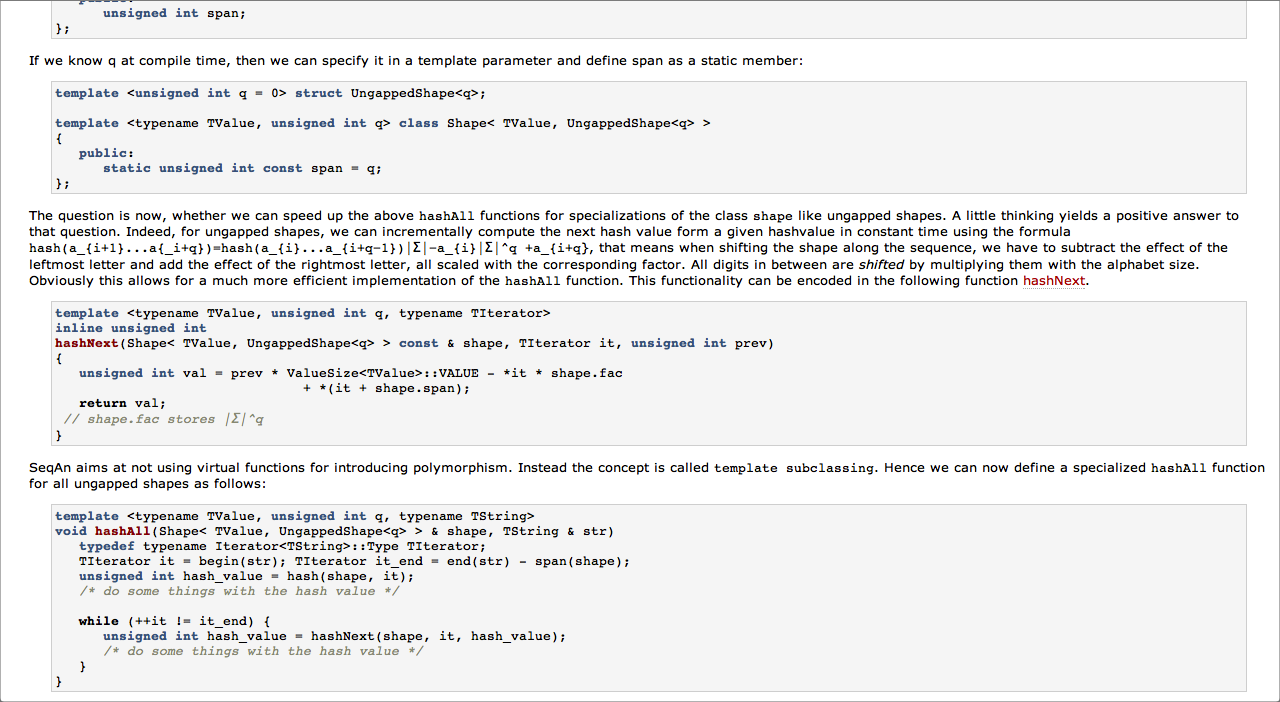 unsigned int span;
};
If we know q at compile time, then we can specify it in a template parameter and define span as a static member:
template <unsigned int q = 0> struct UngappedShape<q>;
template <typename TValue, unsigned int q> class Shape< TValue, UngappedShape<q> >
{
public:
static unsigned int const span = q;
};
The question is now, whether we can speed up the above hashAll functions for specializations of the class shape like ungapped shapes. A little thinking yields a positive answer to
that question. Indeed, for ungapped shapes, we can incrementally compute the next hash value form a given hashvalue in constant time using the formula
hash(a_{i+1}...a{_i+q})=hash(a_{i}...a_{i+q-1})|Σ|-a_{i}|Σ|^q +a_{i+q}, that means when shifting the shape along the sequence, we have to subtract the effect of the
leftmost letter and add the effect of the rightmost letter, all scaled with the corresponding factor. All digits in between are shifted by multiplying them with the alphabet size.
Obviously this allows for a much more efficient implementation of the hashAll function. This functionality can be encoded in the following function hashNext.
template <typename TValue, unsigned int q, typename TIterator>
inline unsigned int
hashNext(Shape< TValue, UngappedShape<q> > const & shape, TIterator it, unsigned int prev)
{
unsigned int val = prev * ValueSize<TValue>::VALUE - *it * shape.fac
+ *(it + shape.span);
return val;
// shape.fac stores |Σ|^q
}
SeqAn aims at not using virtual functions for introducing polymorphism. Instead the concept is called template subclassing. Hence we can now define a specialized hashAll function
for all ungapped shapes as follows:
template <typename TValue, unsigned int q, typename TString>
void hashAll(Shape< TValue, UngappedShape<q> > & shape, TString & str)
typedef typename Iterator<TString>::Type TIterator;
TIterator it = begin(str); TIterator it_end = end(str) - span(shape);
unsigned int hash_value = hash(shape, it);
/* do some things with the hash value */
while (++it != it_end) {
unsigned int hash_value = hashNext(shape, it, hash_value);
/* do some things with the hash value */
}
}